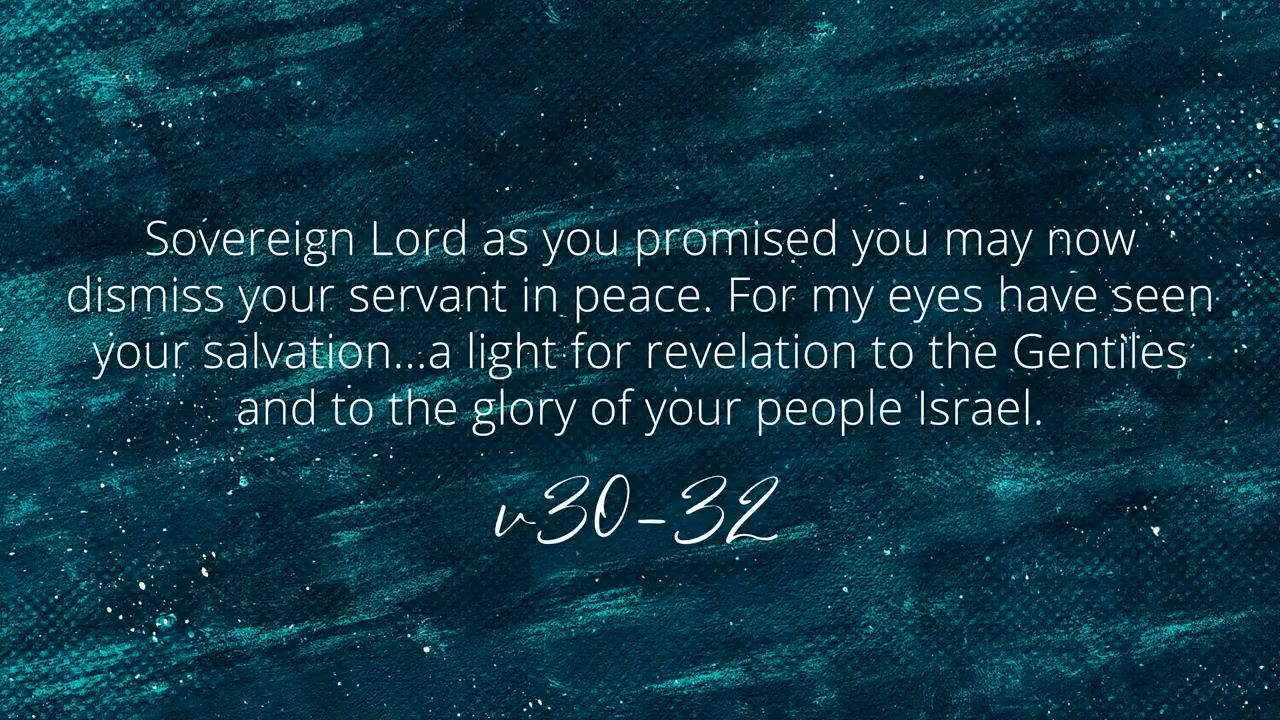 Sovereign Lord as you promised you may now
dismiss your servant in peace. For my eyes have seen
your salvation...a light for revelation to the Gentiles
and to the glory of your people Israel.
v30-32